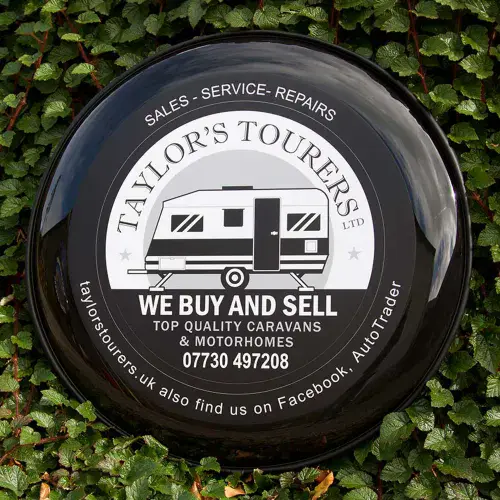 SALES - SERVICE- REPAIRS
TAYLOR'S TOURERS
LTD
WE BUY AND SELL
TOP QUALITY CARAVANS
& MOTORHOMES
07730 497208
taylorstourers.uk also find us on Facebook, AutoTrader